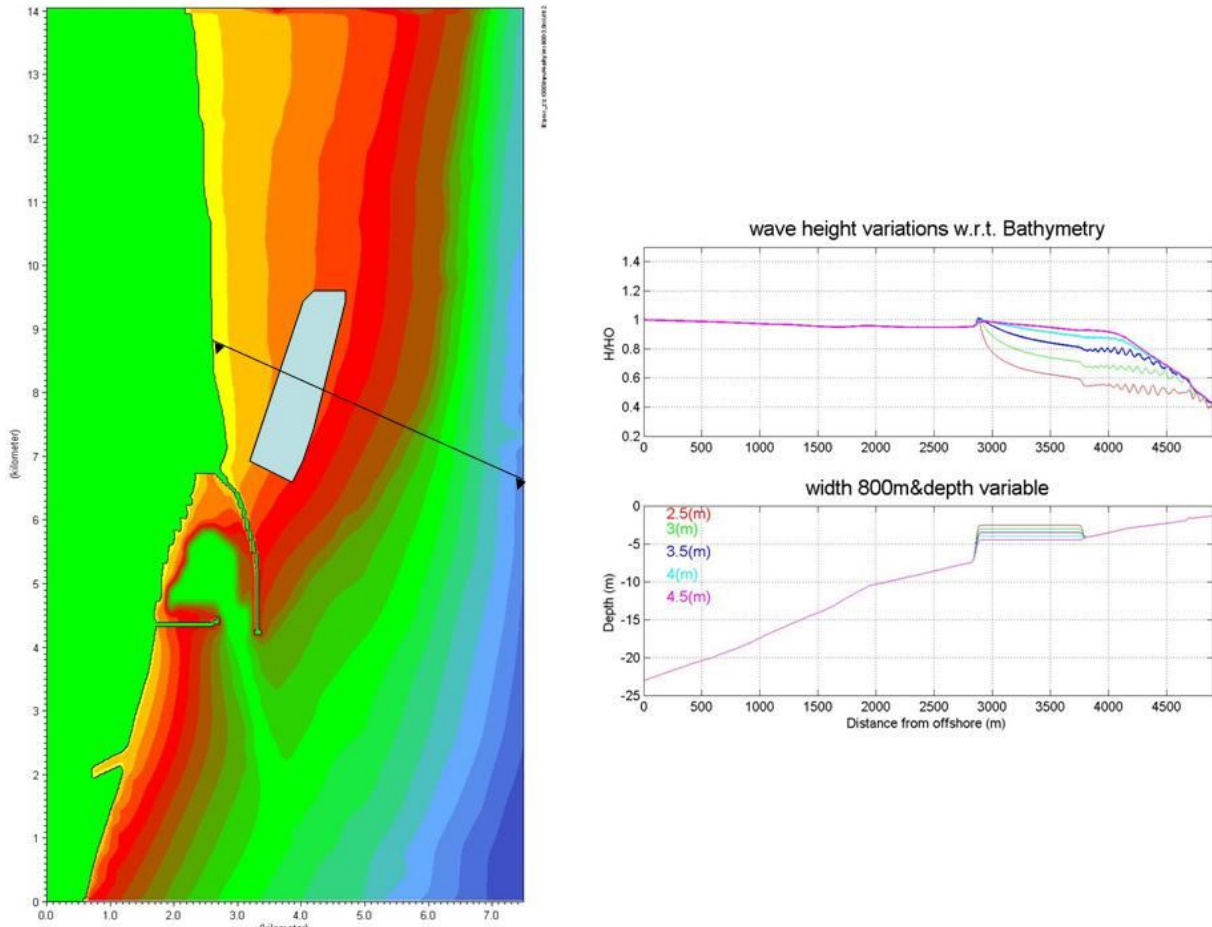 14
13
12
11
10
9
8
7
6
5
4
3
2
1
0
(kilometer)
0.0 1.0 2.0 3.0 4.0 5.0 6.0 7.0
(kilometer)
wave height variations w.r.t. Bathymetry
H/HO
1.4
1.2
1
0.8
0.6
0.4
0.2
0 500 1000 1500 2000 2500 3000 3500 4000 4500
width 800m&depth variable
Depth (m)
0
-5
-10
-15
-20
-25
2.5(m)
3(m)
3.5(m)
4(m)
4.5(m)
0 500 1000 1500 2000 2500 3000 3500 4000 4500
Distance from offshore (m)